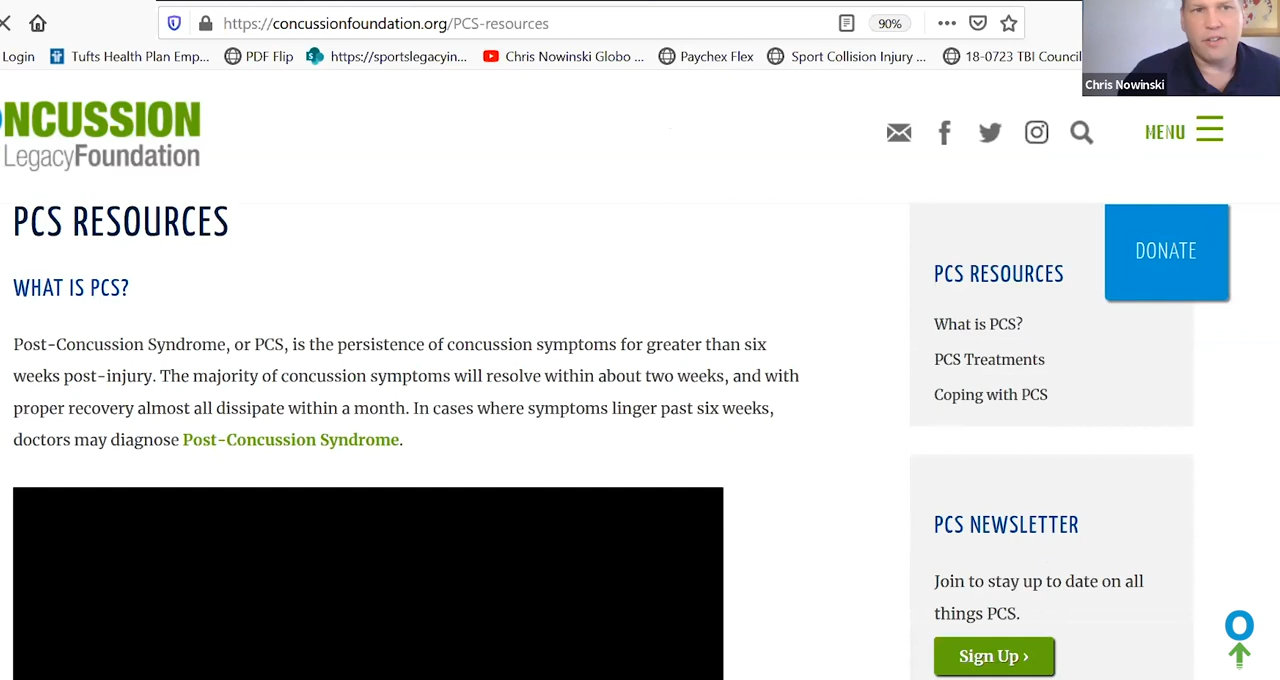 https://concussionfoundation.org/PCS-resources
90%
Login
Tufts Health Plan Emp...
PDF Flip
https://sportslegacyin...
Chris Nowinski Globo ...
Paychex Flex
Sport Collision Injury ...
18-0723 TBI Council
Chris Nowinski
NCUSSION
LegacyFoundation
MENU
PCS RESOURCES
WHAT IS PCS?
Post-Concussion Syndrome, or PCS, is the persistence of concussion symptoms for greater than six
weeks post-injury. The majority of concussion symptoms will resolve within about two weeks, and with
proper recovery almost all dissipate within a month. In cases where symptoms linger past six weeks,
doctors may diagnose Post-Concussion Syndrome.
DONATE
PCS RESOURCES
What is PCS?
PCS Treatments
Coping with PCS
PCS NEWSLETTER
Join to stay up to date on all
things PCS.
Sign Up ›